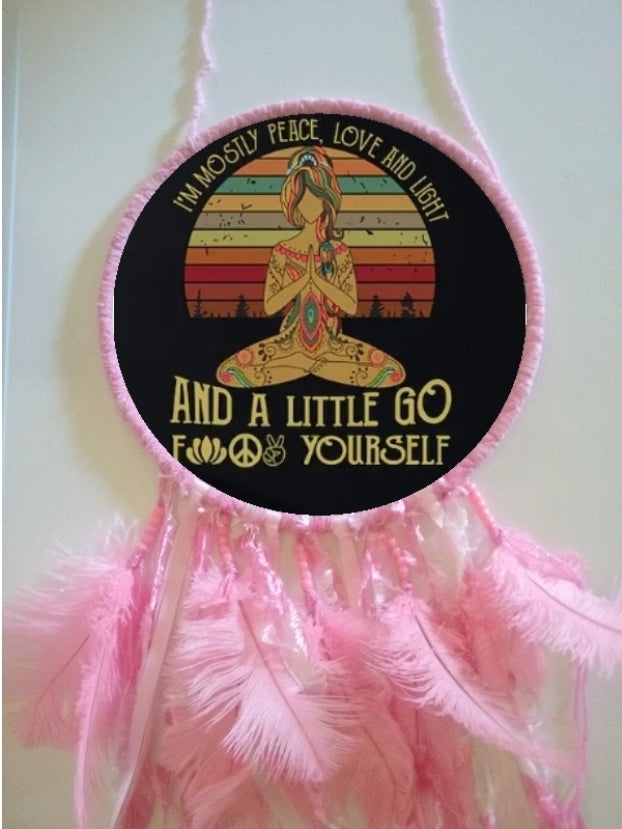 I'M MOSTLY PEACE, LOVE AND LIGHT
AND A LITTLE GO
F☮✌ YOURSELF